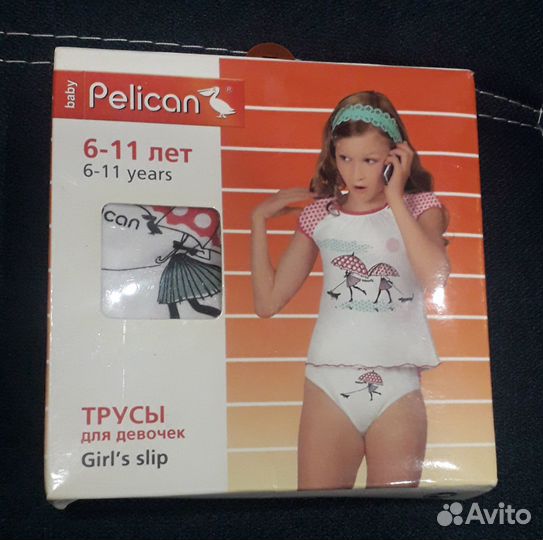 baby
Pelican®
6-11 лет
6-11 years
can
ТРУСЫ
для девочек
Girl's slip
Avito